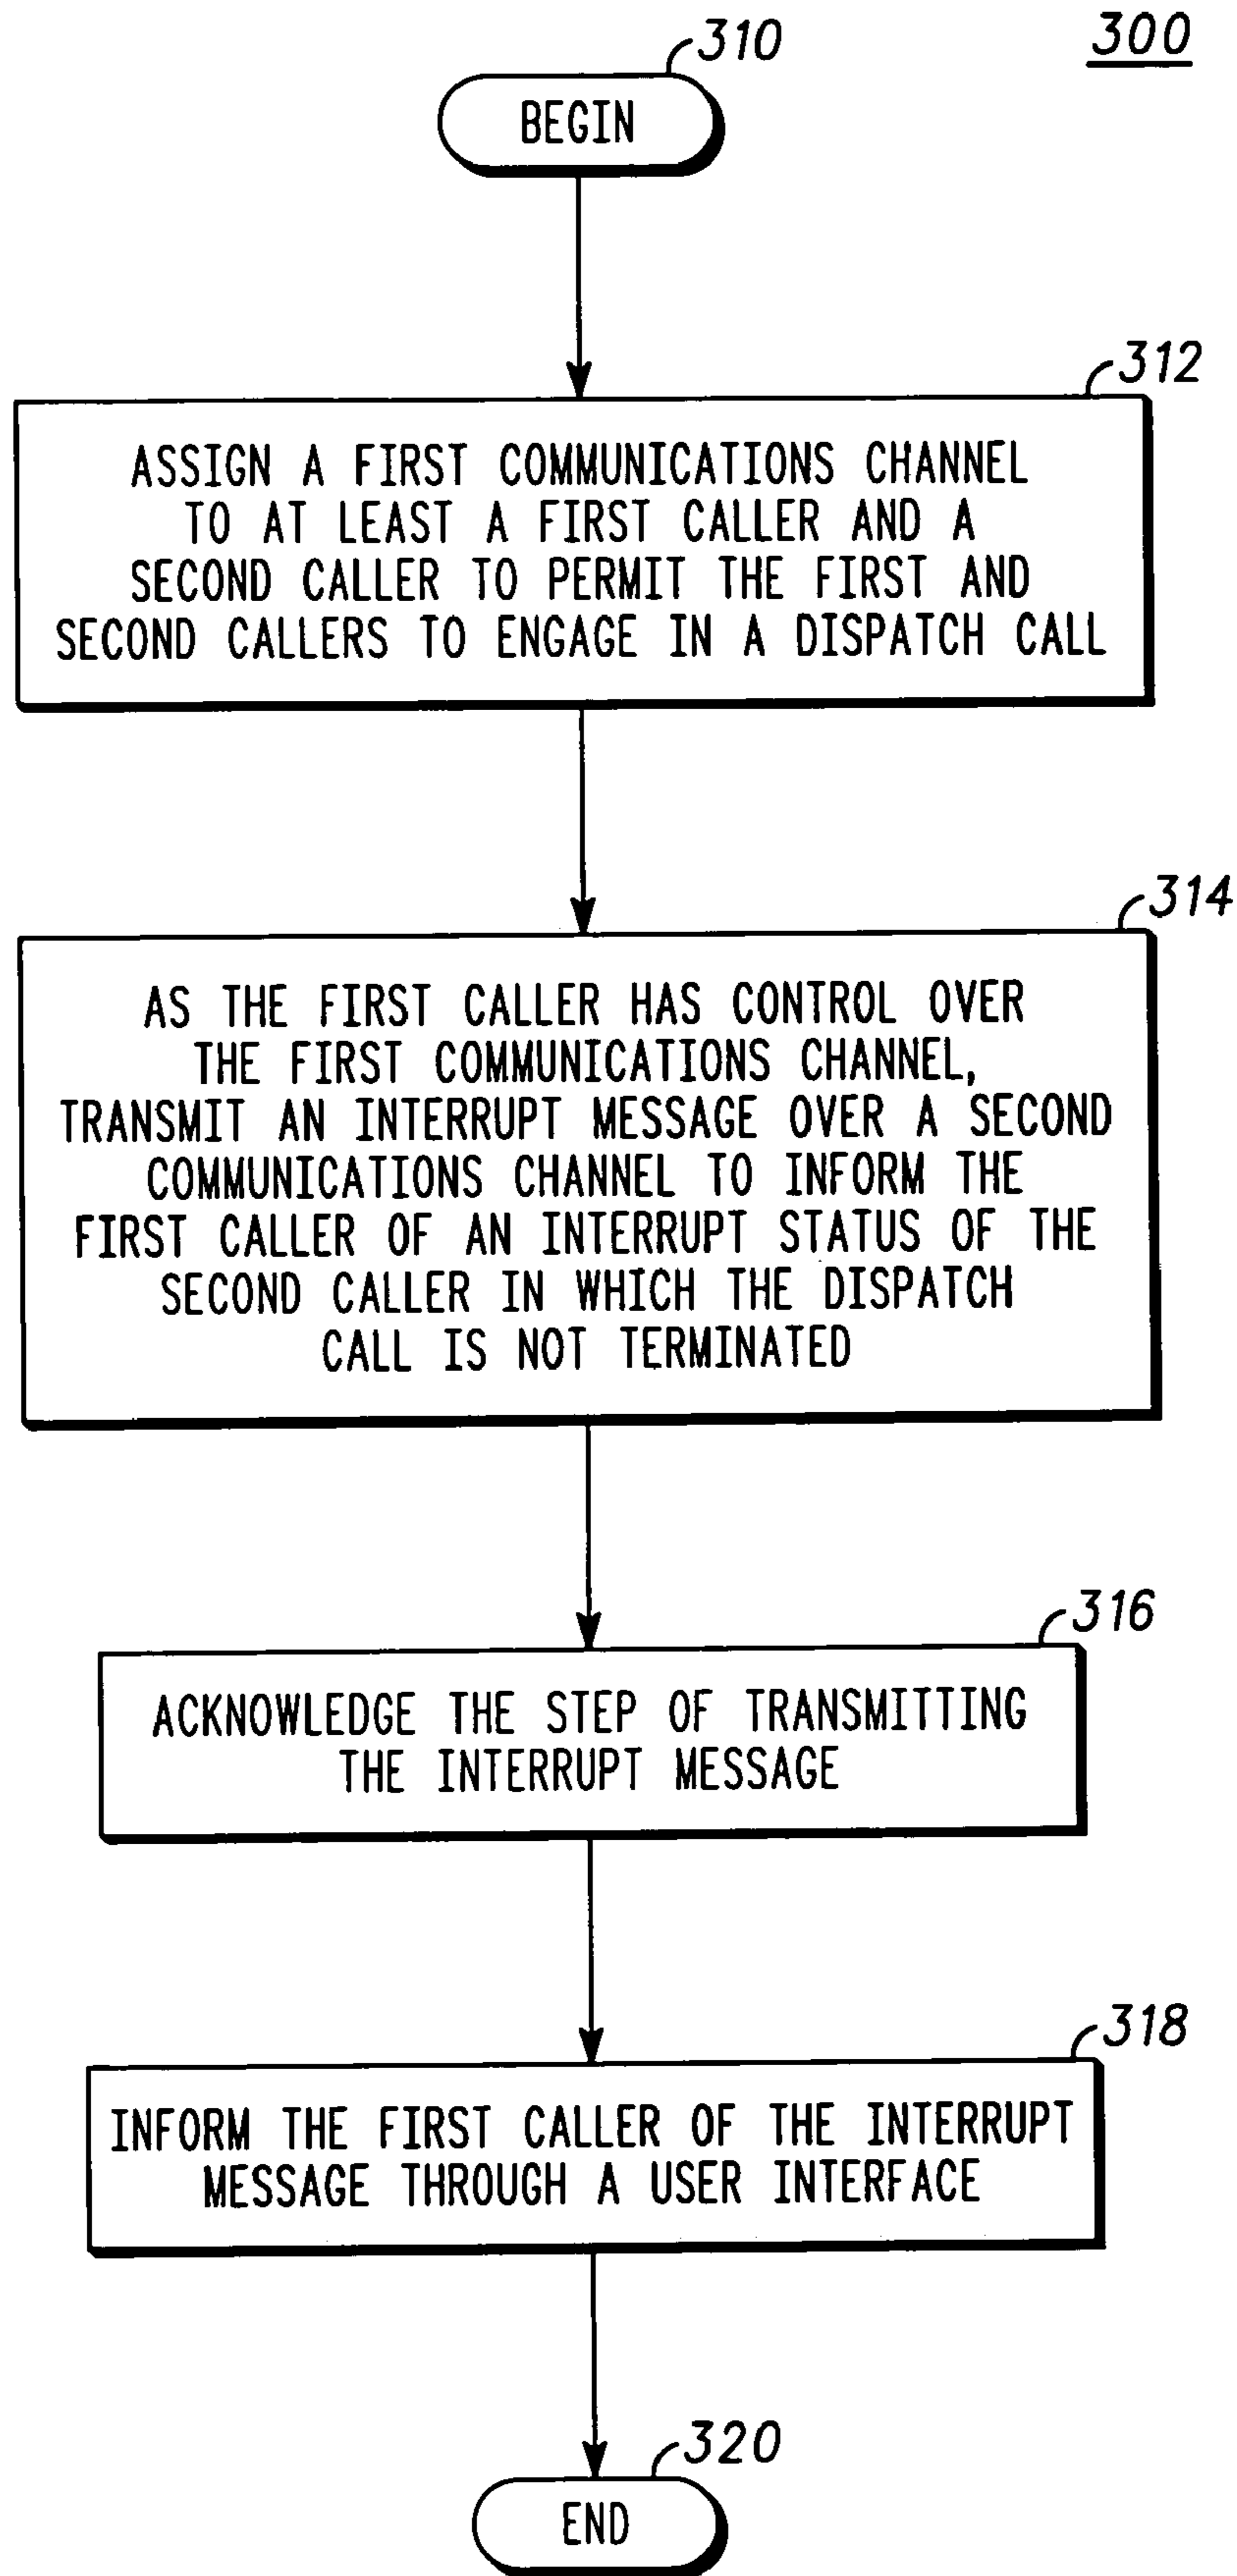 310
300
BEGIN
312
ASSIGN A FIRST COMMUNICATIONS CHANNEL
TO AT LEAST A FIRST CALLER AND A
SECOND CALLER TO PERMIT THE FIRST AND
SECOND CALLERS TO ENGAGE IN A DISPATCH CALL
314
AS THE FIRST CALLER HAS CONTROL OVER
THE FIRST COMMUNICATIONS CHANNEL,
TRANSMIT AN INTERRUPT MESSAGE OVER A SECOND
COMMUNICATIONS CHANNEL TO INFORM THE
FIRST CALLER OF AN INTERRUPT STATUS OF THE
SECOND CALLER IN WHICH THE DISPATCH
CALL IS NOT TERMINATED
316
ACKNOWLEDGE THE STEP OF TRANSMITTING
THE INTERRUPT MESSAGE
318
INFORM THE FIRST CALLER OF THE INTERRUPT
MESSAGE THROUGH A USER INTERFACE
320
END